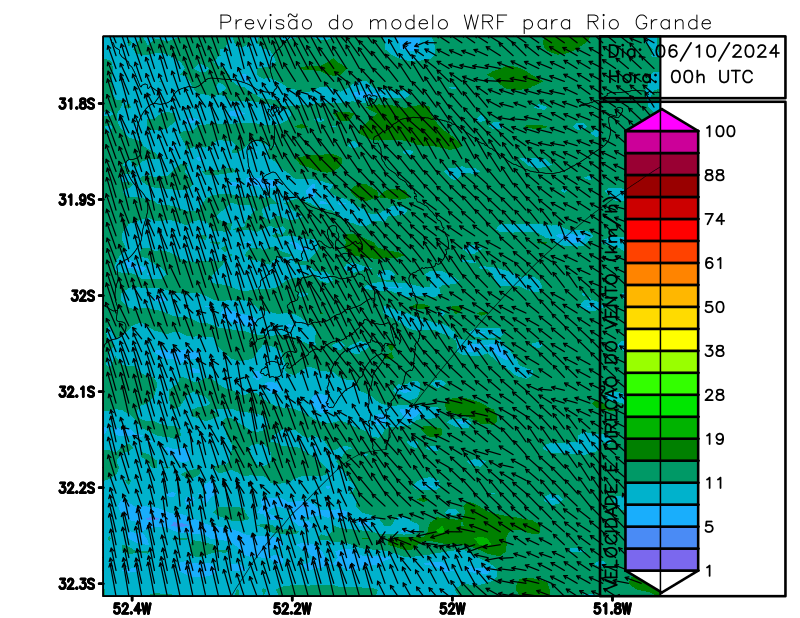 Previsão do modelo WRF para Rio Grande
Dia: 06/10/2024
Hora: 00h UTC
31.8S
31.9S
32S
32.1S
32.2S
32.3S
52.4W
52.2W
52W
51.8W
VELOCIDADE E DIREÇÃO DO VENTO (km/h)
100
88
74
61
50
38
28
19
11
5
1